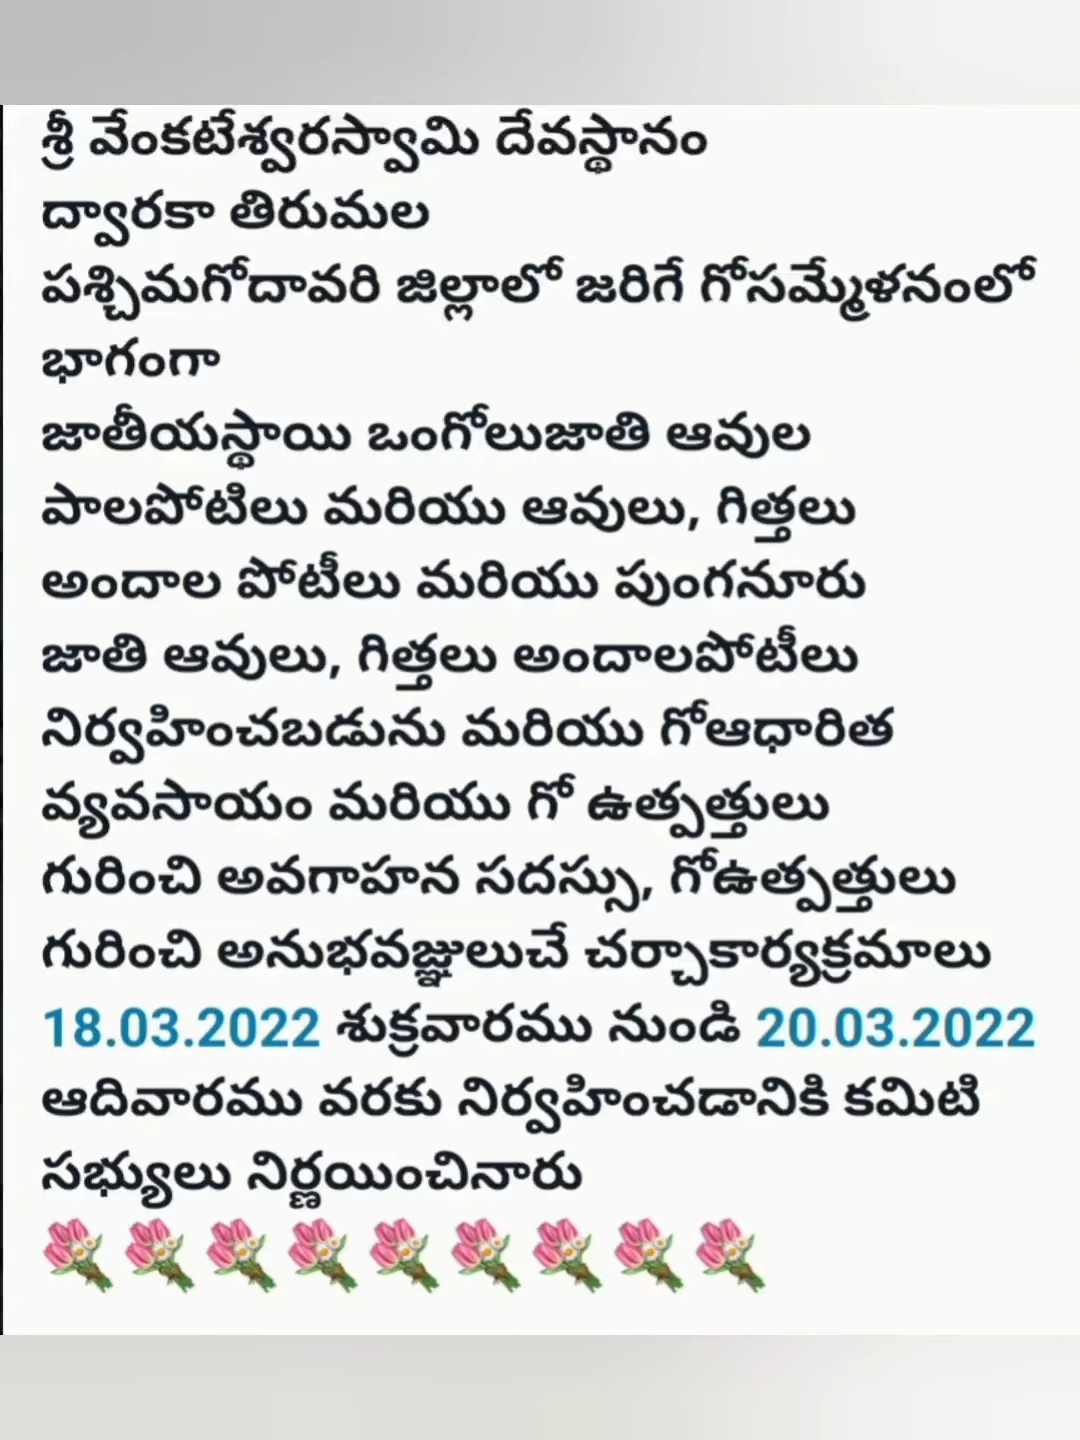 శ్రీ వేంకటేశ్వరస్వామి దేవస్థానం
ద్వారకా తిరుమల
పశ్చిమగోదావరి జిల్లాలో జరిగే గోసమ్మేళనంలో
భాగంగా
జాతీయస్థాయి ఒంగోలుజాతి ఆవుల
పాలపోటిలు మరియు ఆవులు, గిత్తలు
అందాల పోటీలు మరియు పుంగనూరు
జాతి ఆవులు, గిత్తలు అందాలపోటీలు
నిర్వహించబడును మరియు గోఆధారిత
వ్యవసాయం మరియు గో ఉత్పత్తులు
గురించి అవగాహన సదస్సు, గోఉత్పత్తులు
గురించి అనుభవజ్ఞులుచే చర్చాకార్యక్రమాలు
18.03.2022 శుక్రవారము నుండి 20.03.2022
ఆదివారము వరకు నిర్వహించడానికి కమిటి
సభ్యులు నిర్ణయించినారు